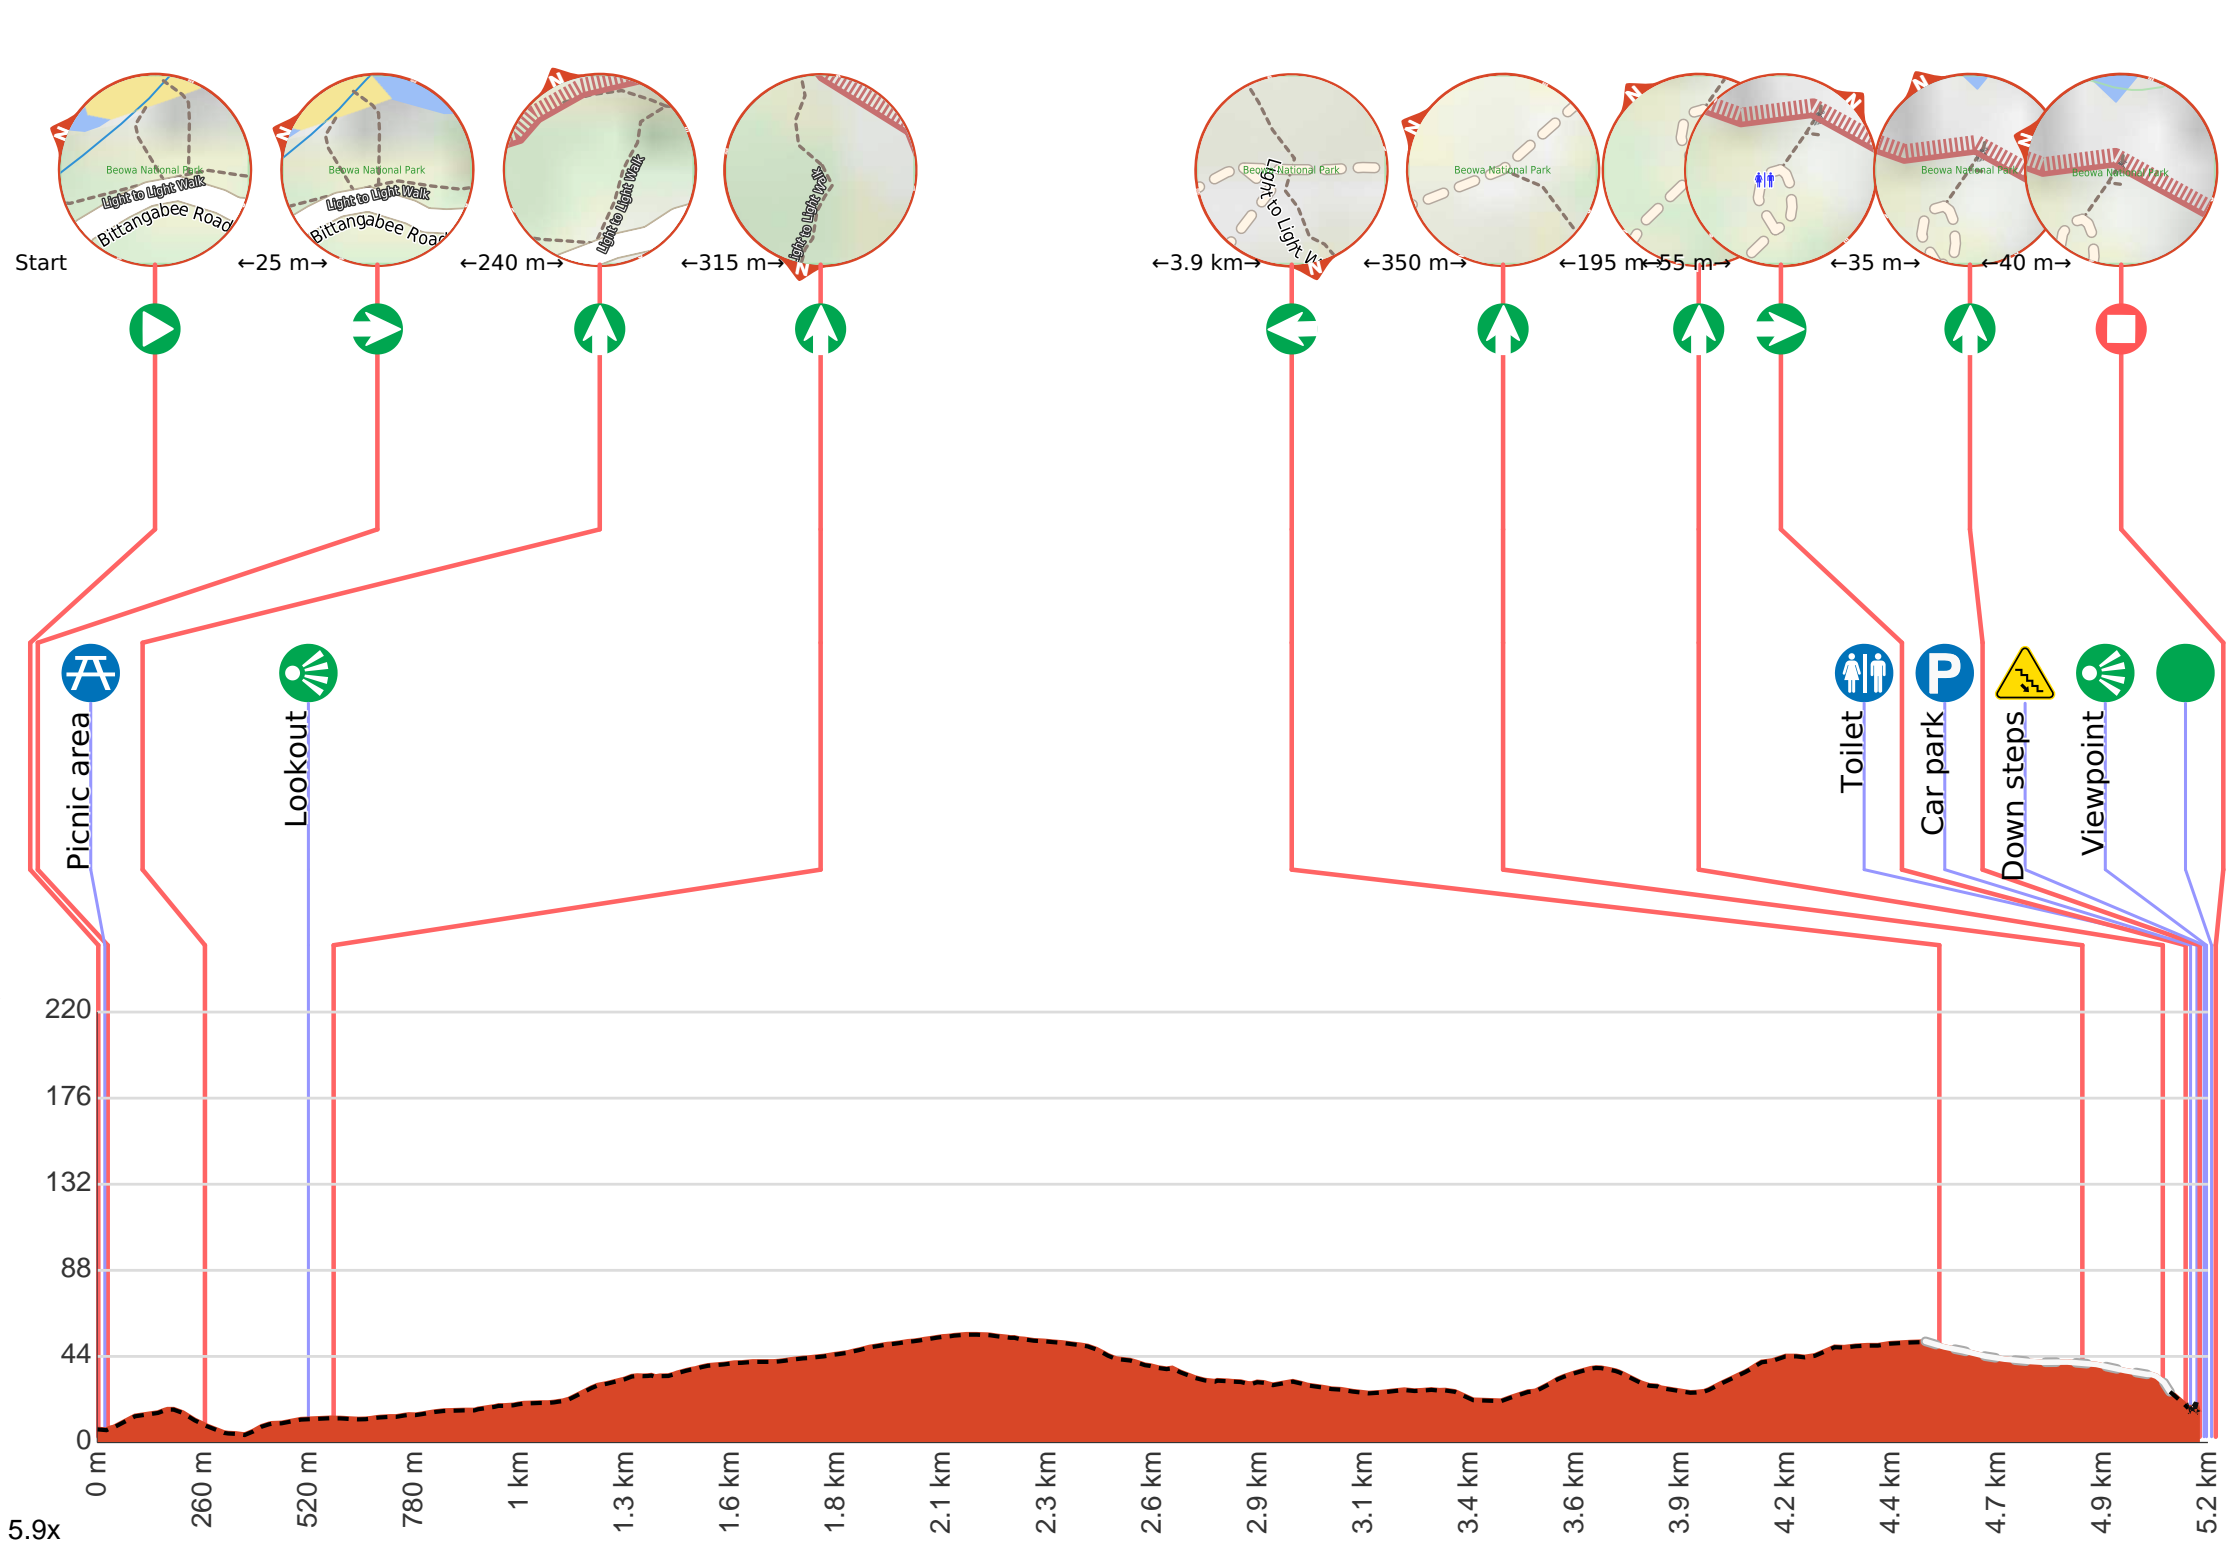 N
N
N
N
N
N
N
N
N
N
Beowa National Park
Light to Light Walk
Bittangabee Road
Beowa National Park
Light to Light Walk
Bittangabee Road
Light to Light Walk
Light to Light Walk
Beowa National Park
Light to Light W
Beowa National Park
Beowa National Park
Beowa National Park
Start
←25 m→
←240 m→
←315 m→
←3.9 km→
←350 m→
←195 m→
←55 m→
←35 m→
←40 m→
P
Picnic area
Lookout
Toilet
Car park
Down steps
Viewpoint
220
176
132
88
44
0
0 m
260 m
520 m
780 m
1 km
1.3 km
1.6 km
1.8 km
2.1 km
2.3 km
2.6 km
2.9 km
3.1 km
3.4 km
3.6 km
3.9 km
4.2 km
4.4 km
4.7 km
4.9 km
5.2 km
5.9x